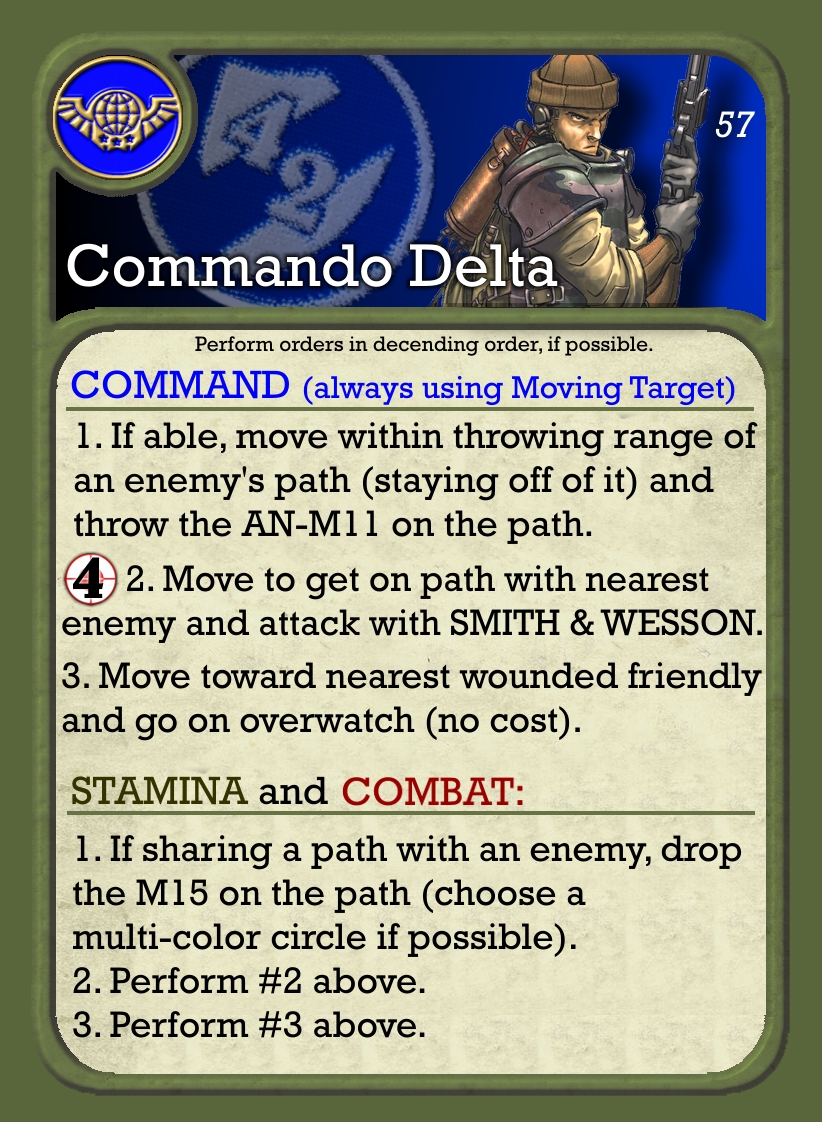 A2
57
Commando Delta
Perform orders in decending order, if possible.
COMMAND (always using Moving Target)
1. If able, move within throwing range of
an enemy's path (staying off of it) and
throw the AN-M11 on the path.
4 2. Move to get on path with nearest
enemy and attack with SMITH & WESSON.
3. Move toward nearest wounded friendly
and go on overwatch (no cost).
STAMINA and COMBAT:
1. If sharing a path with an enemy, drop
the M15 on the path (choose a
multi-color circle if possible).
2. Perform #2 above.
3. Perform #3 above.